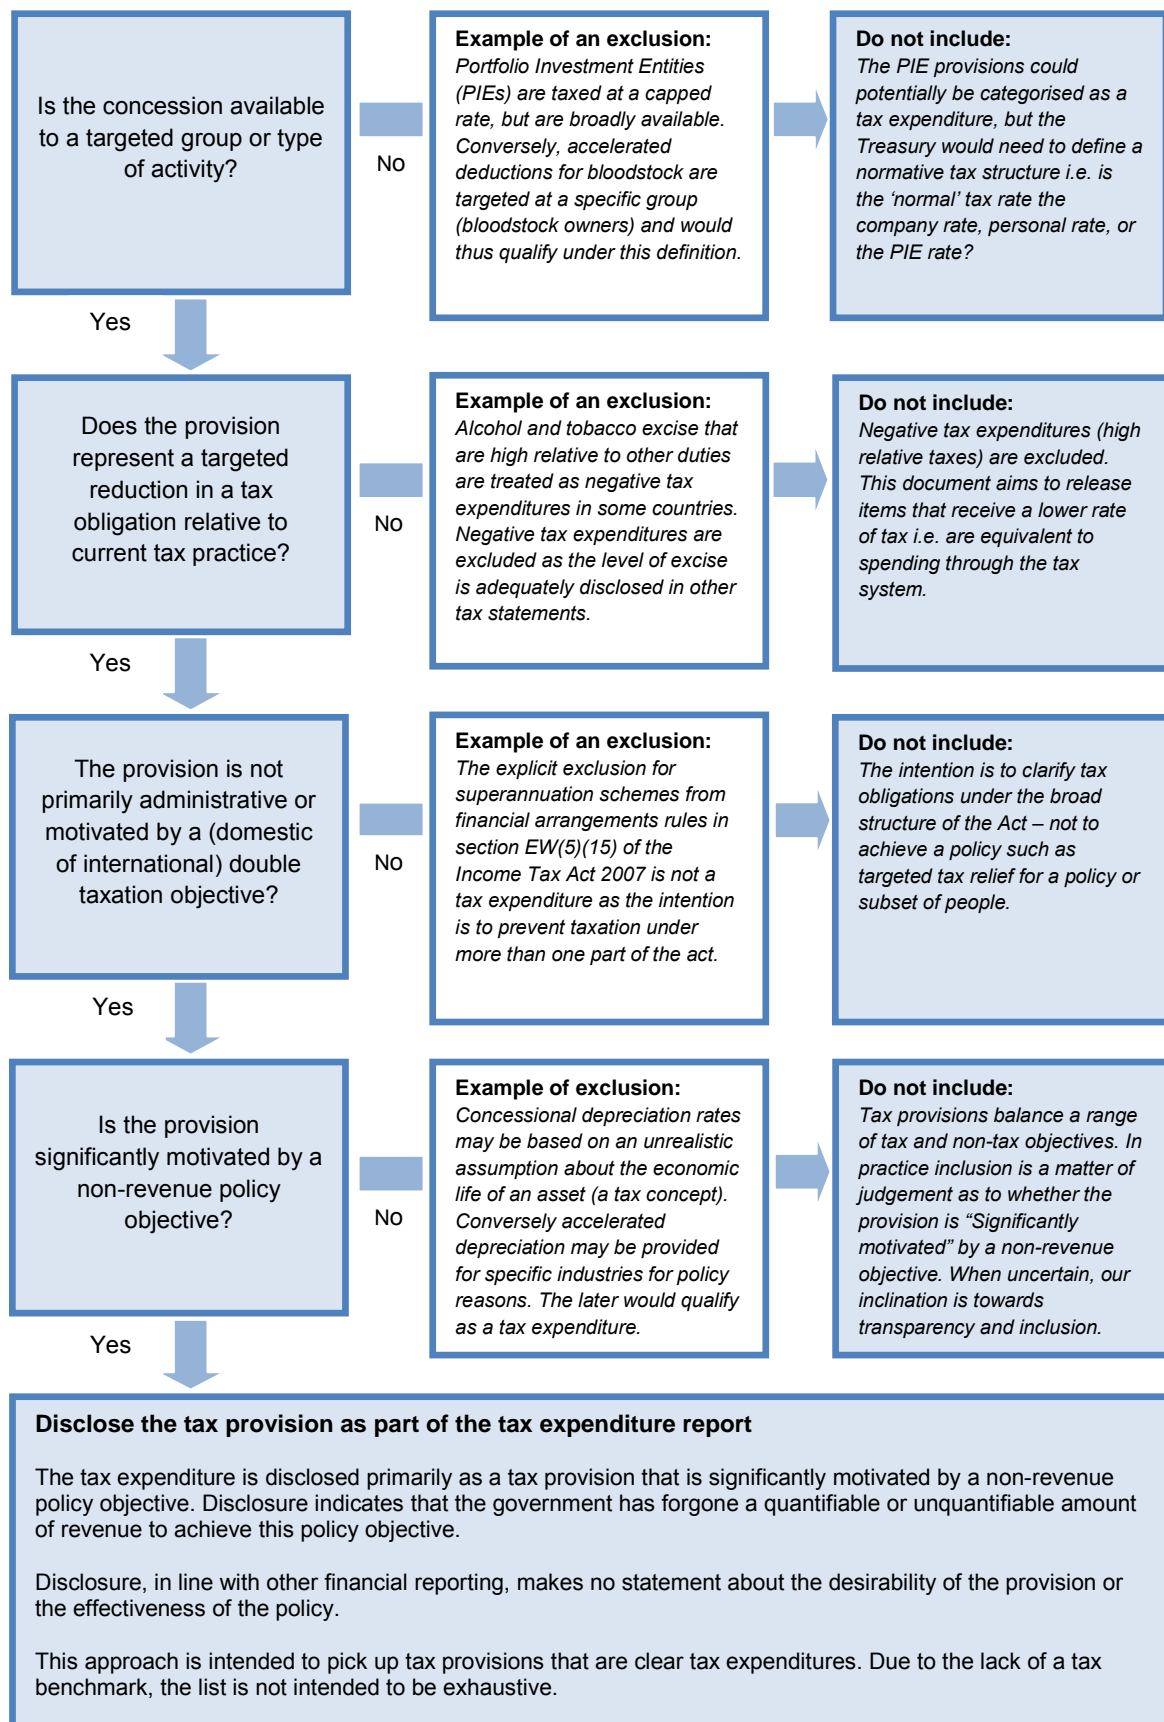 Is the concession available
to a targeted group or type
of activity?
No
Example of an exclusion:
Portfolio Investment Entities
(PIEs) are taxed at a capped
rate, but are broadly available.
Conversely, accelerated
deductions for bloodstock are
targeted at a specific group
(bloodstock owners) and would
thus qualify under this definition.
Do not include:
The PIE provisions could
potentially be categorised as a
tax expenditure, but the
Treasury would need to define a
normative tax structure i.e. is
the ‘normal’ tax rate the
company rate, personal rate, or
the PIE rate?
Yes
Does the provision
represent a targeted
reduction in a tax
obligation relative to
current tax practice?
No
Example of an exclusion:
Alcohol and tobacco excise that
are high relative to other duties
are treated as negative tax
expenditures in some countries.
Negative tax expenditures are
excluded as the level of excise
is adequately disclosed in other
tax statements.
Do not include:
Negative tax expenditures (high
relative taxes) are excluded.
This document aims to release
items that receive a lower rate
of tax i.e. are equivalent to
spending through the tax
system.
Yes
The provision is not
primarily administrative or
motivated by a (domestic
of international) double
taxation objective?
No
Example of an exclusion:
The explicit exclusion for
superannuation schemes from
financial arrangements rules in
section EW(5)(15) of the
Income Tax Act 2007 is not a
tax expenditure as the intention
is to prevent taxation under
more than one part of the act.
Do not include:
The intention is to clarify tax
obligations under the broad
structure of the Act – not to
achieve a policy such as
targeted tax relief for a policy or
subset of people.
Yes
Is the provision
significantly motivated by a
non-revenue policy
objective?
No
Example of exclusion:
Concessional depreciation rates
may be based on an unrealistic
assumption about the economic
life of an asset (a tax concept).
Conversely accelerated
depreciation may be provided
for specific industries for policy
reasons. The later would qualify
as a tax expenditure.
Do not include:
Tax provisions balance a range
of tax and non-tax objectives. In
practice inclusion is a matter of
judgement as to whether the
provision is “Significantly
motivated” by a non-revenue
objective. When uncertain, our
inclination is towards
transparency and inclusion.
Yes
Disclose the tax provision as part of the tax expenditure report
The tax expenditure is disclosed primarily as a tax provision that is significantly motivated by a non-revenue
policy objective. Disclosure indicates that the government has forgone a quantifiable or unquantifiable amount
of revenue to achieve this policy objective.
Disclosure, in line with other financial reporting, makes no statement about the desirability of the provision or
the effectiveness of the policy.
This approach is intended to pick up tax provisions that are clear tax expenditures. Due to the lack of a tax
benchmark, the list is not intended to be exhaustive.